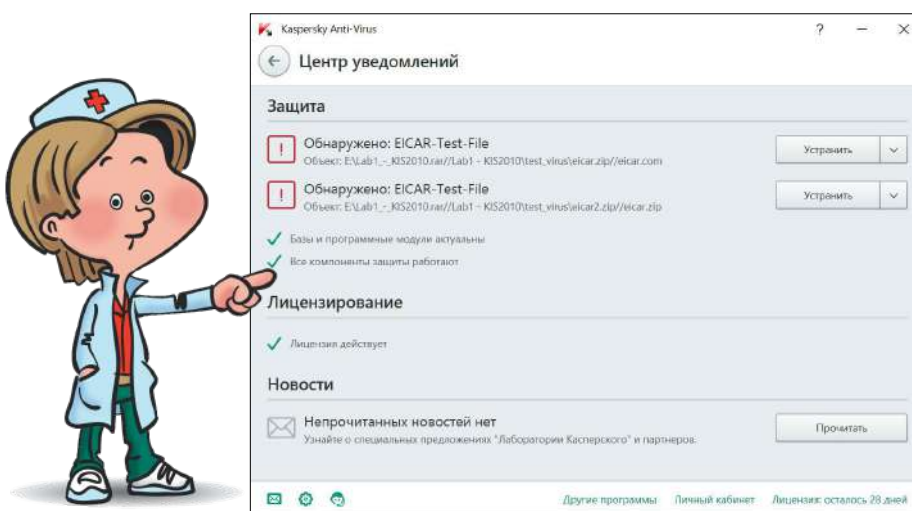 Kaspersky Anti-Virus
Центр уведомлений
Защита
Обнаружено: EICAR-Test-File
Объект: E:\Lab1_-_KIS2010.rar//Lab1 - KIS2010\test_virus\eicar.zip//eicar.com
Устранить
Обнаружено: EICAR-Test-File
Объект: E:\Lab1_-_KIS2010.rar//Lab1 - KIS2010\test_virus\eicar2.zip//eicar.zip
Устранить
Базы и программные модули актуальны
Все компоненты защиты работают
Лицензирование
Лицензия действует
Новости
Непрочитанных новостей нет
Узнайте о специальных предложениях "Лаборатории Касперского" и партнеров.
Прочитать
Другие программы Личный кабинет Лицензия: осталось 28 дней